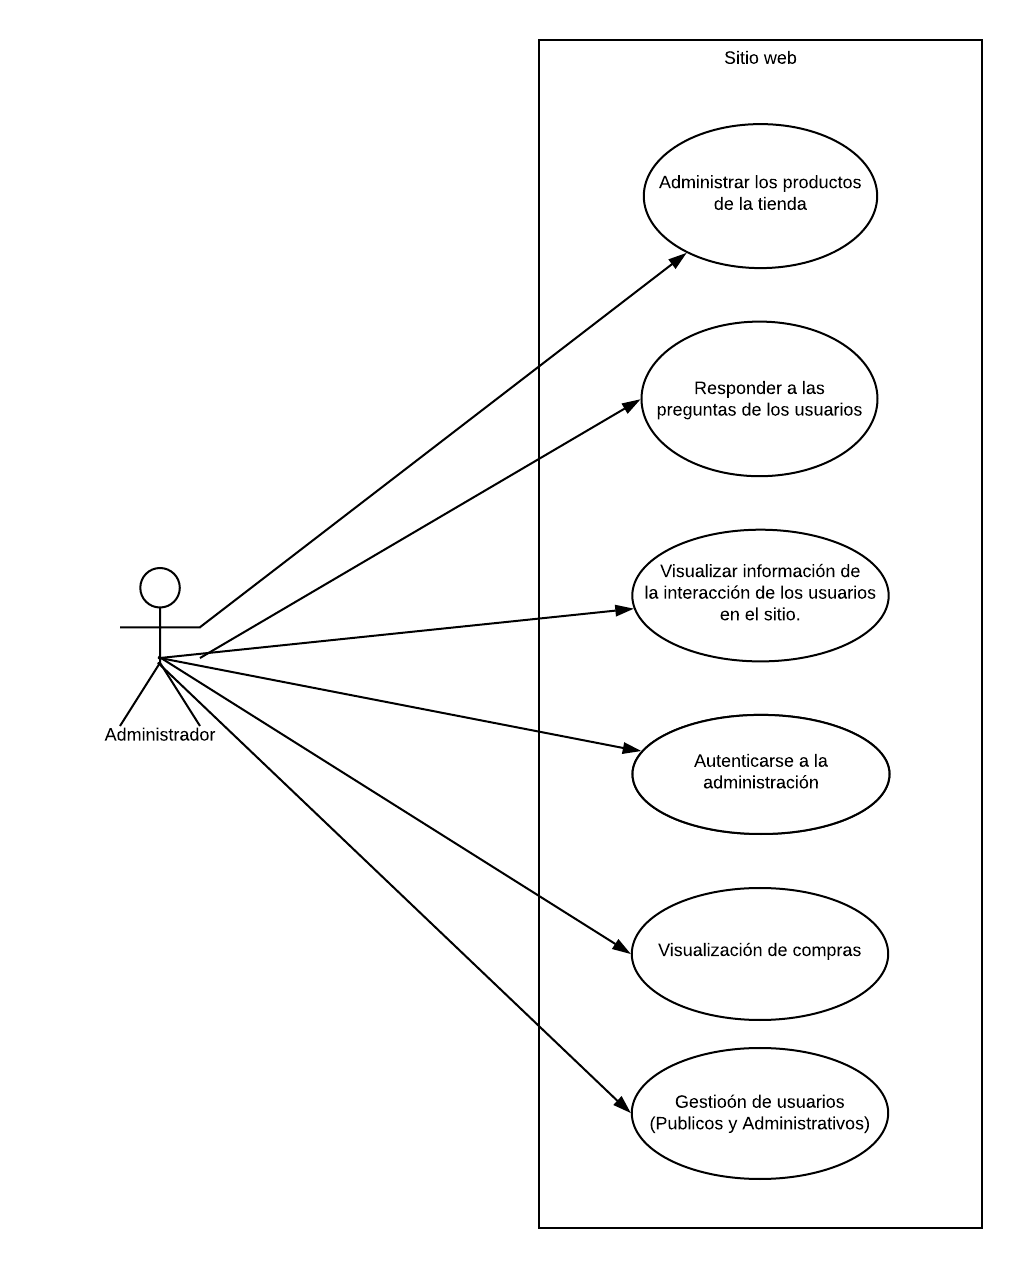 Sitio web
Administrar los productos
de la tienda
Responder a las
preguntas de los usuarios
Visualizar información de
la interacción de los usuarios
en el sitio.
Administrador
Autenticarse a la
administración
Visualización de compras
Gestioón de usuarios
(Publicos y Administrativos)